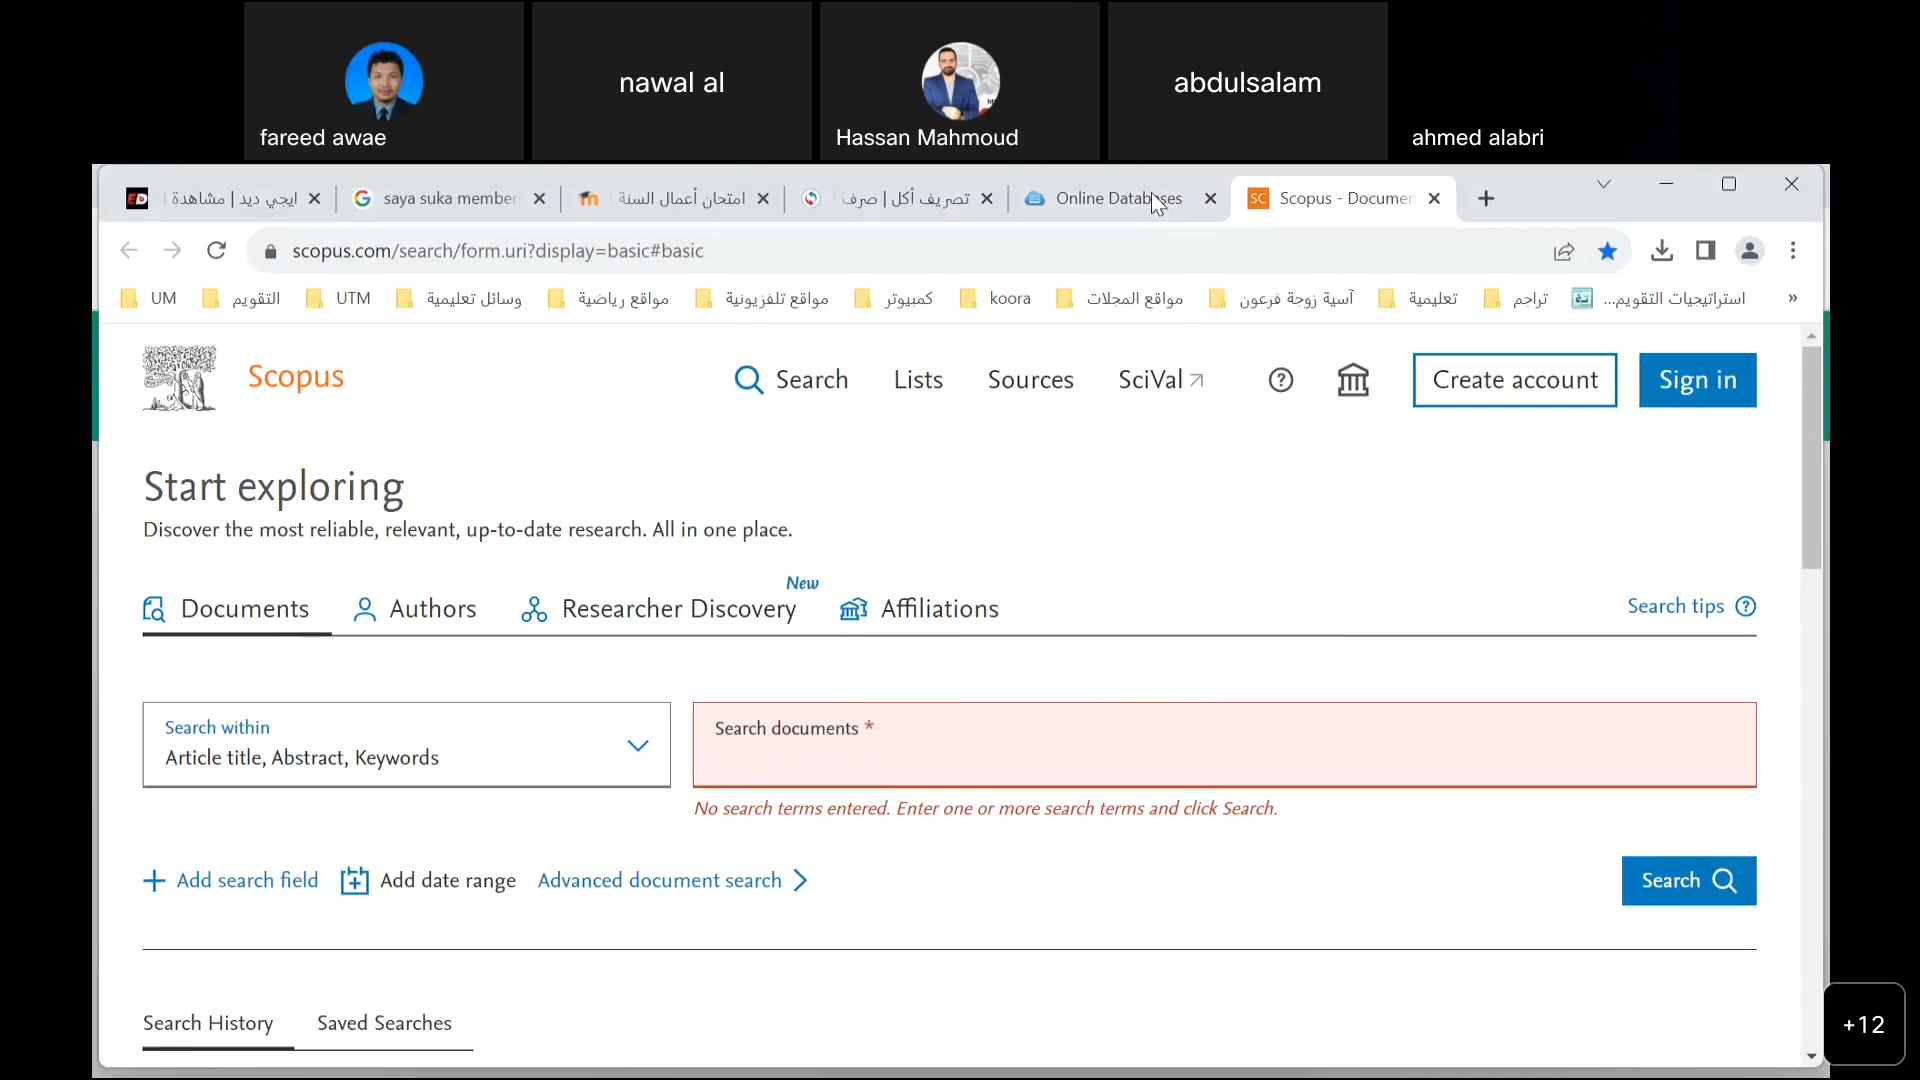 fareed awae
nawal al
Hassan Mahmoud
abdulsalam
ahmed alabri
ايجي ديد | مشاهدة
saya suka member
امتحان أعمال السنة
تصريف أكل | صرف
Online Databases
Scopus - Documen
scopus.com/search/form.uri?display=basic#basic
UM
التقويم
UTM
وسائل تعليمية
مواقع رياضية
مواقع تلفزيونية
كمبيوتر
koora
مواقع المجلات
آسية زوجة فرعون
تعليمية
تراجم
استراتيجيات التقويم...
»
Scopus
Search
Lists
Sources
SciVal
Create account
Sign in
Start exploring
Discover the most reliable, relevant, up-to-date research. All in one place.
New
Documents
Authors
Researcher Discovery
Affiliations
Search tips
Search within
Article title, Abstract, Keywords
Search documents *
No search terms entered. Enter one or more search terms and click Search.
Add search field
Add date range
Advanced document search
Search
Search History
Saved Searches
+12